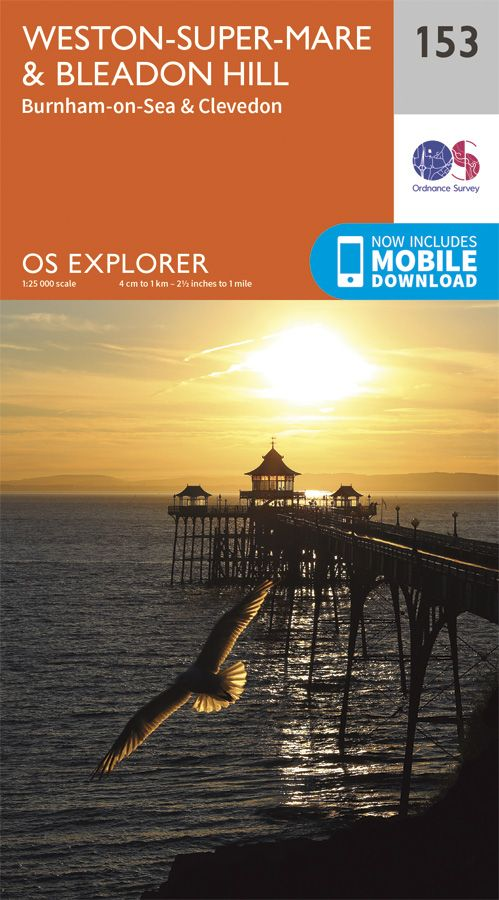 WESTON-SUPER-MARE
& BLEADON HILL
Burnham-on-Sea & Clevedon
153
OS
Ordnance Survey
OS EXPLORER
1:25 000 scale
4 cm to 1 km – 2½ inches to 1 mile
NOW INCLUDES
MOBILE
DOWNLOAD